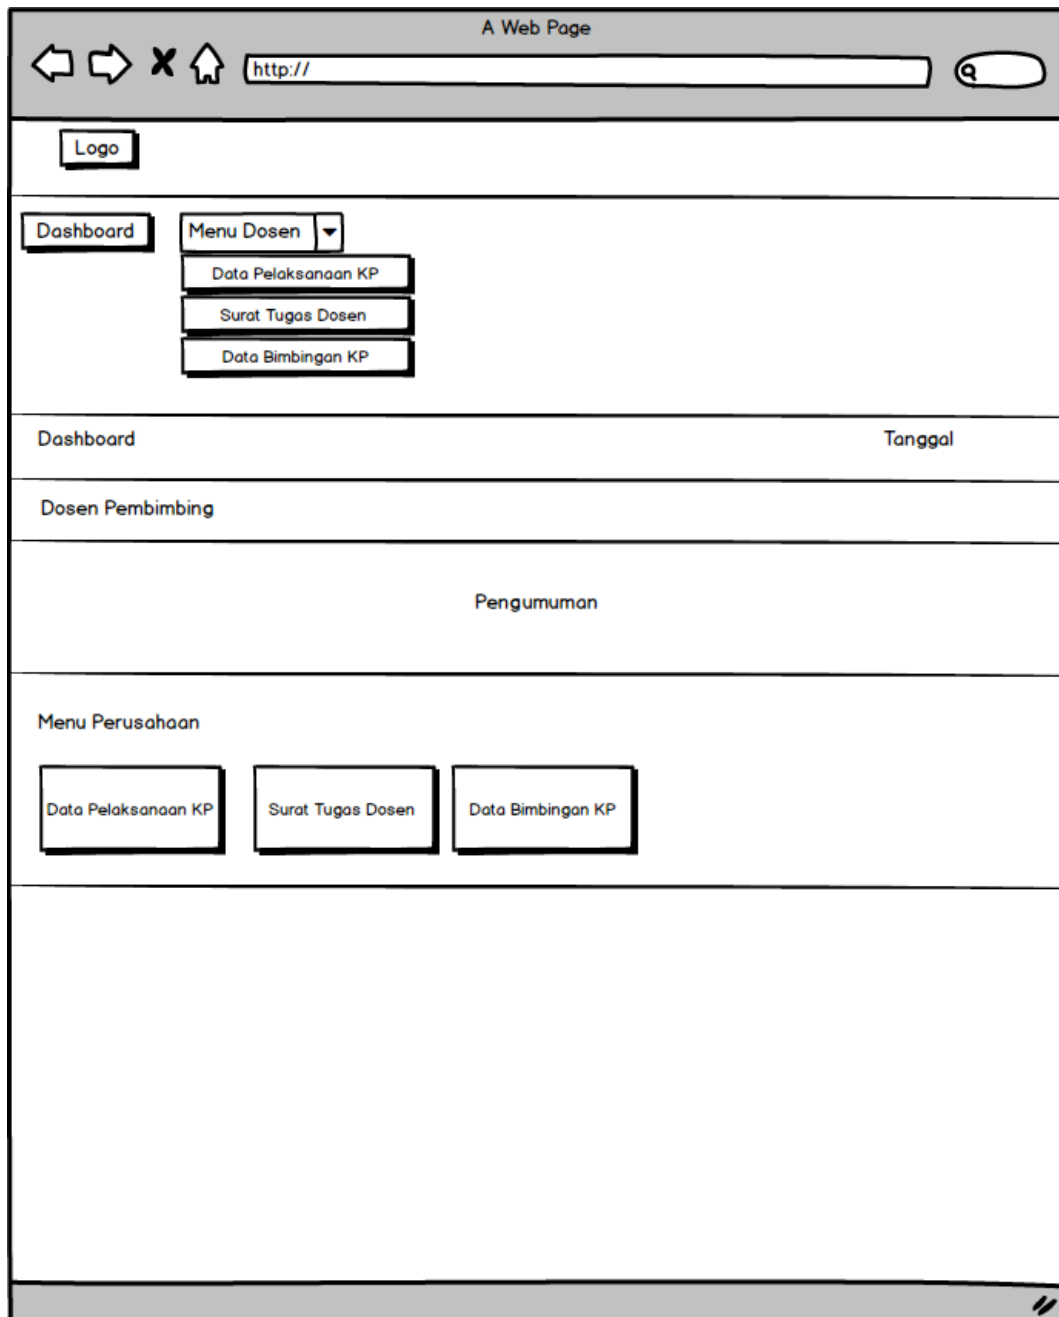 A Web Page
http://
Logo
Dashboard
Menu Dosen
Data Pelaksanaan KP
Surat Tugas Dosen
Data Bimbingan KP
Dashboard
Tanggal
Dosen Pembimbing
Pengumuman
Menu Perusahaan
Data Pelaksanaan KP
Surat Tugas Dosen
Data Bimbingan KP